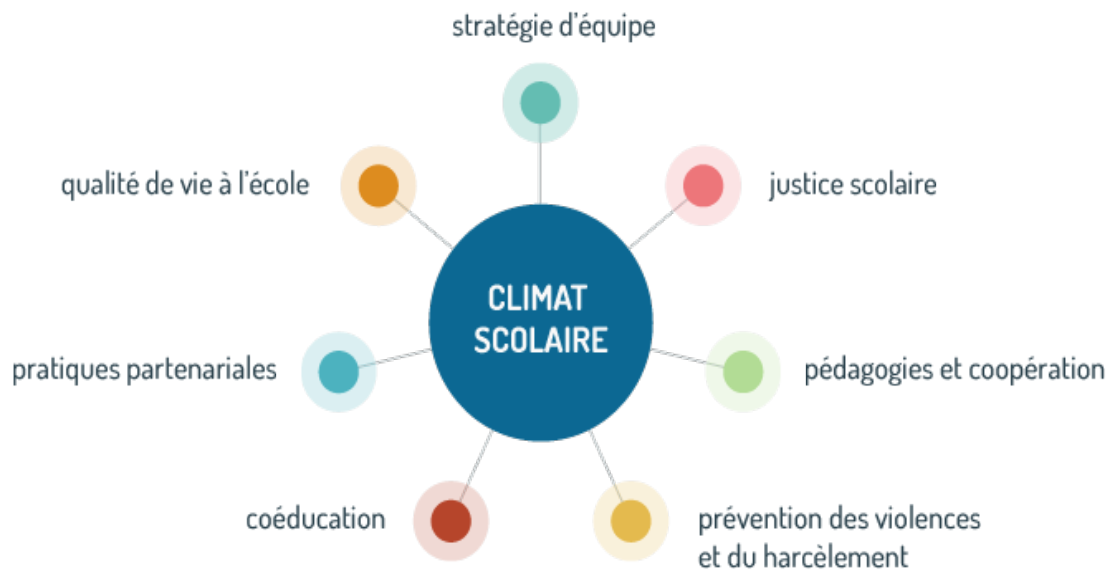 stratégie d'équipe
qualité de vie à l'école
justice scolaire
CLIMAT
SCOLAIRE
pratiques partenariales
pédagogies et coopération
coéducation
prévention des violences
et du harcèlement